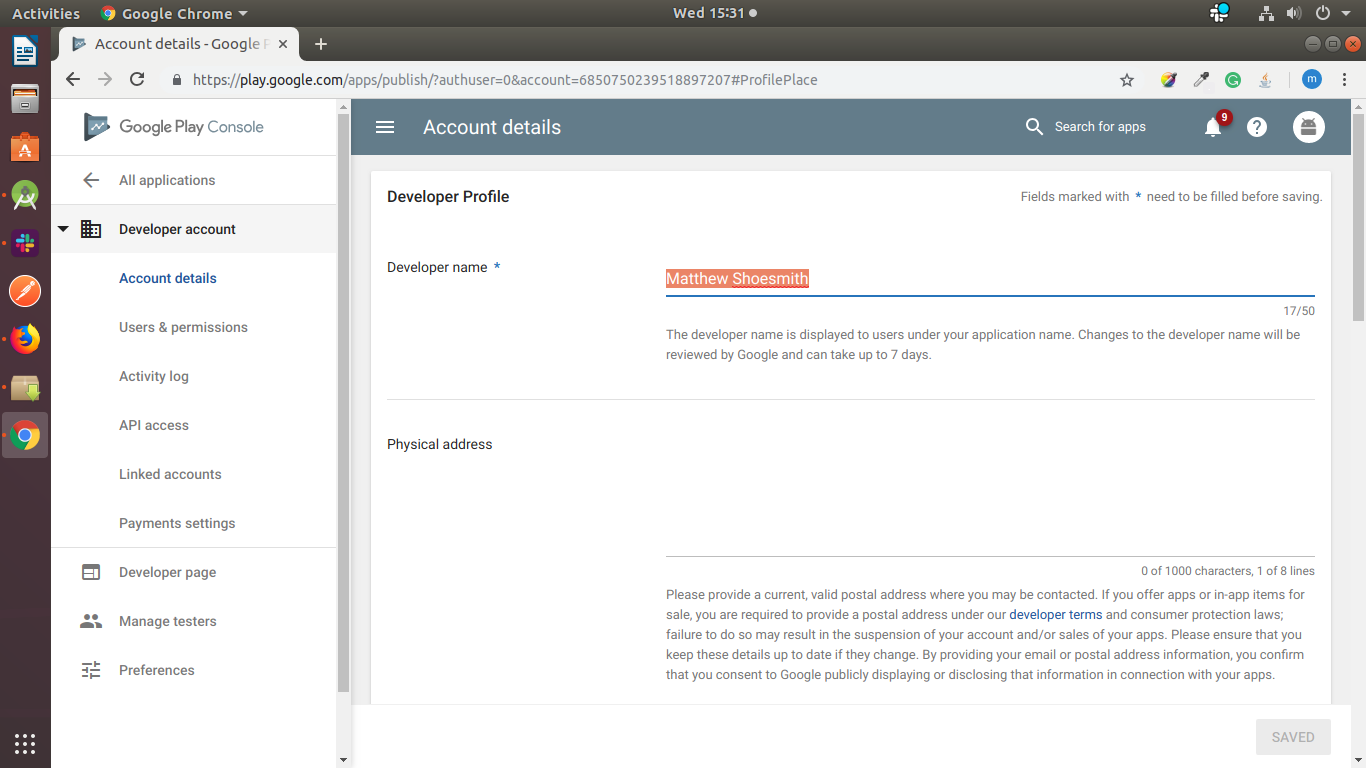 Activities Google Chrome Wed 15:31
Account details - Google P
https://play.google.com/apps/publish/?authuser=0&account=6850750239518897207#ProfilePlace
m
Google Play Console
All applications
Developer account
Account details
Users & permissions
Activity log
API access
Linked accounts
Payments settings
Developer page
Manage testers
Preferences
Account details
Search for apps
9
Developer Profile
Fields marked with * need to be filled before saving.
Developer name *
Matthew Shoesmith
17/50
The developer name is displayed to users under your application name. Changes to the developer name will be
reviewed by Google and can take up to 7 days.
Physical address
0 of 1000 characters, 1 of 8 lines
Please provide a current, valid postal address where you may be contacted. If you offer apps or in-app items for
sale, you are required to provide a postal address under our developer terms and consumer protection laws;
failure to do so may result in the suspension of your account and/or sales of your apps. Please ensure that you
keep these details up to date if they change. By providing your email or postal address information, you confirm
that you consent to Google publicly displaying or disclosing that information in connection with your apps.
SAVED